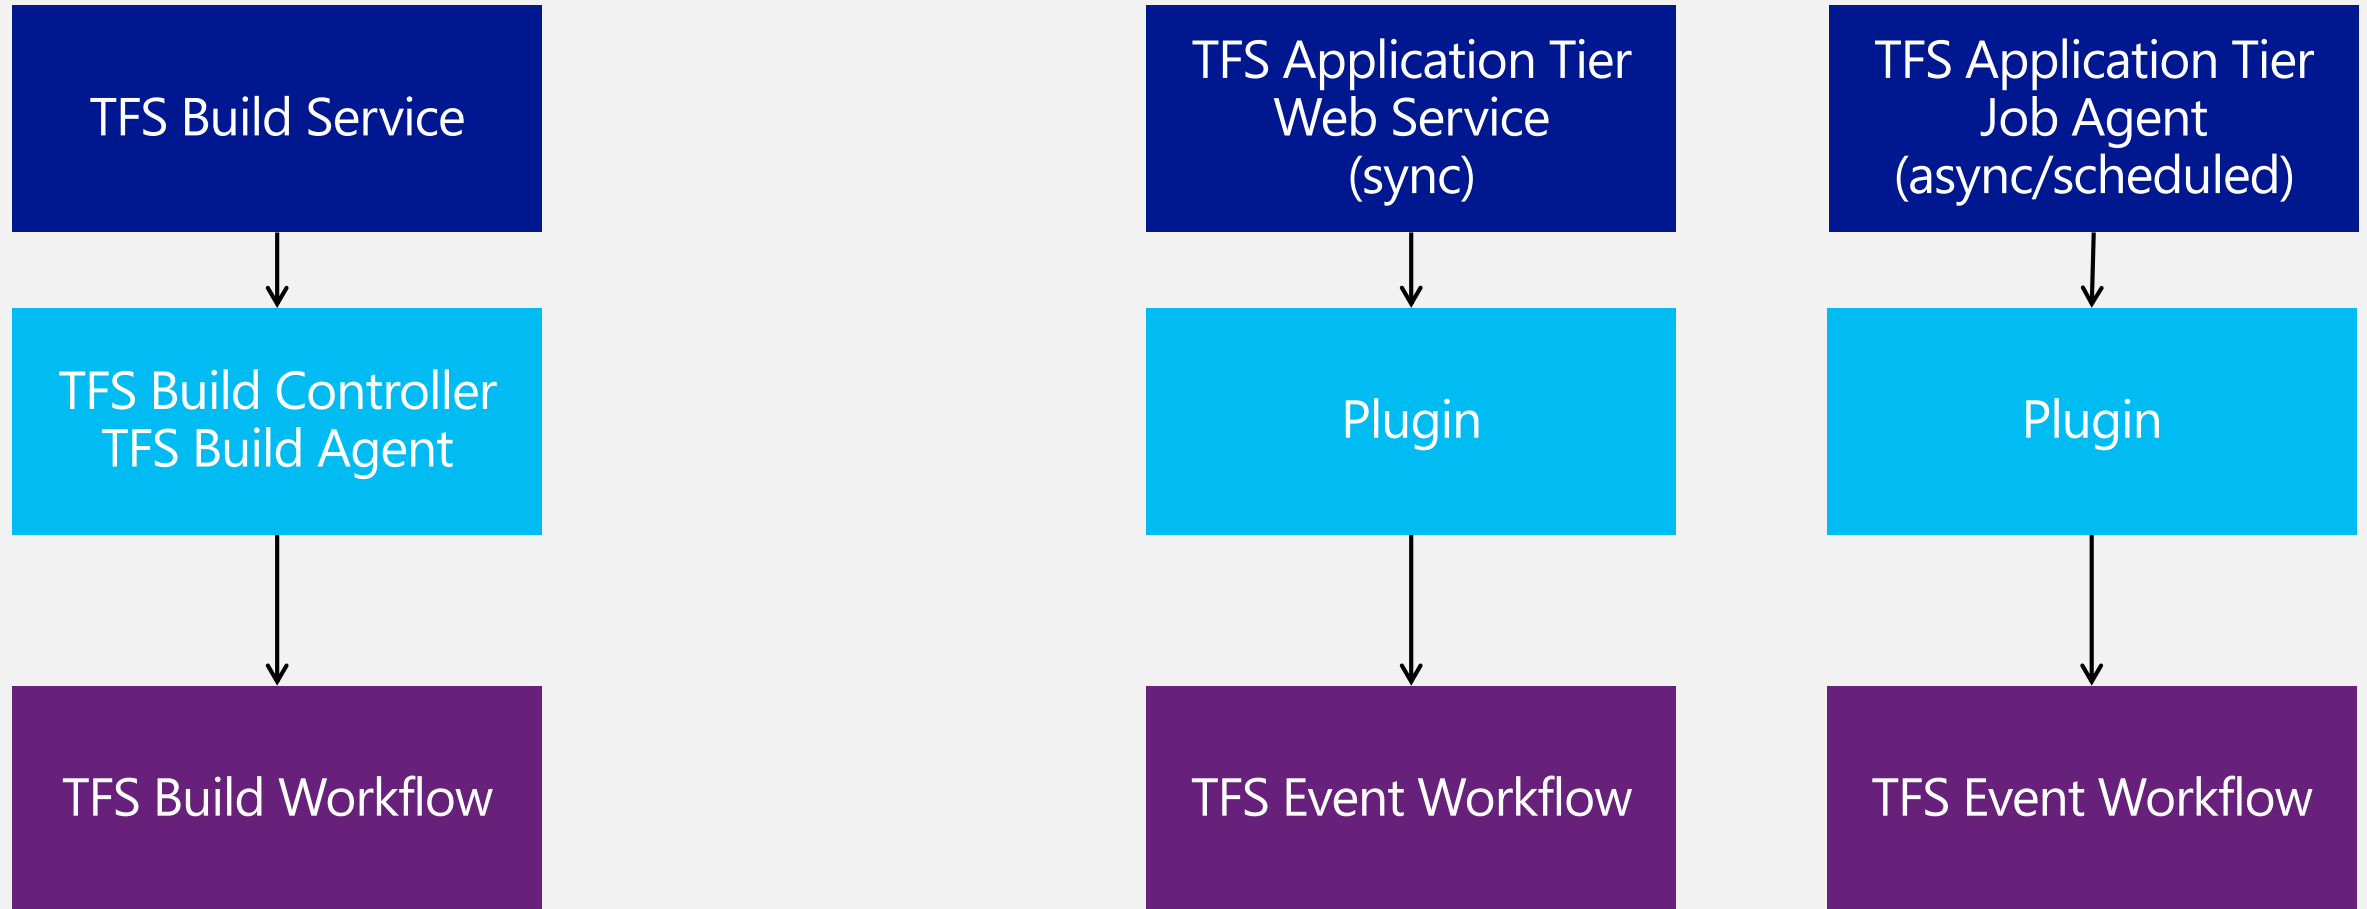 TFS Build Service
TFS Application Tier
Web Service
(sync)
TFS Application Tier
Job Agent
(async/scheduled)
TFS Build Controller
TFS Build Agent
Plugin
Plugin
TFS Build Workflow
TFS Event Workflow
TFS Event Workflow